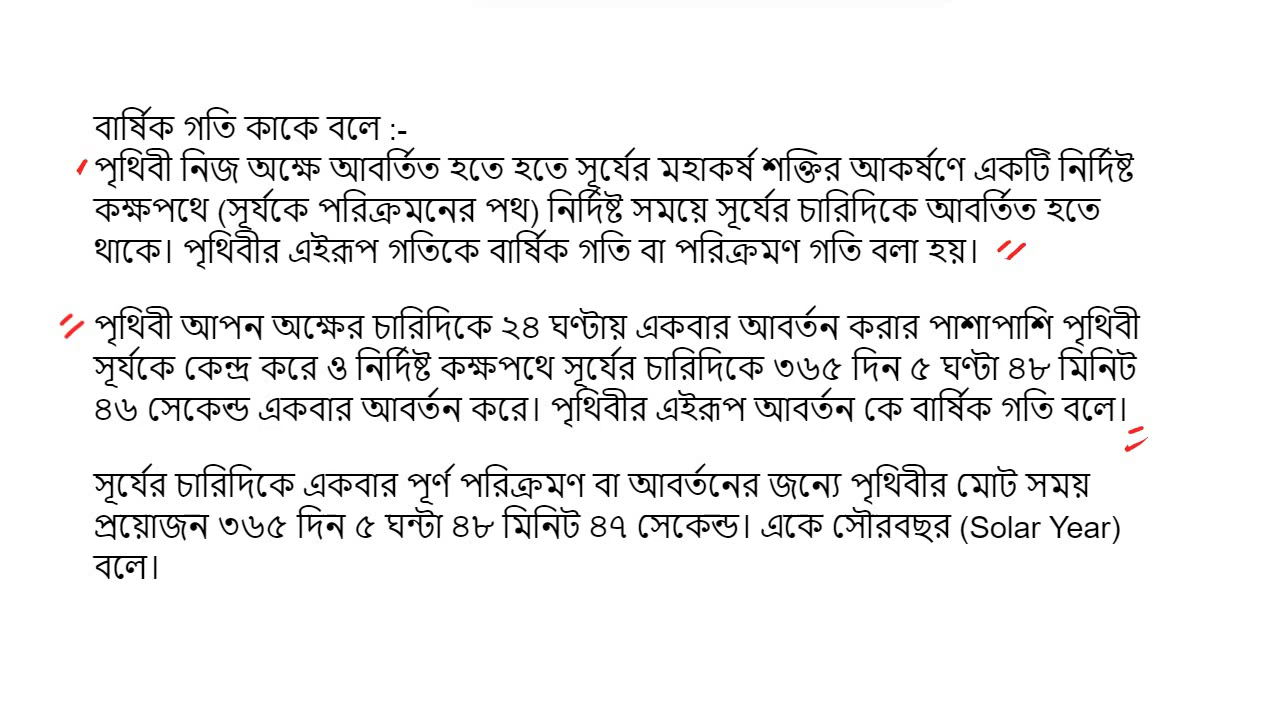 বার্ষিক গতি কাকে বলে :-
পৃথিবী নিজ অক্ষে আবর্তিত হতে হতে সূর্যের মহাকর্ষ শক্তির আকর্ষণে একটি নির্দিষ্ট
কক্ষপথে (সূর্যকে পরিক্রমনের পথ) নির্দিষ্ট সময়ে সূর্যের চারিদিকে আবর্তিত হতে
থাকে। পৃথিবীর এইরূপ গতিকে বার্ষিক গতি বা পরিক্রমণ গতি বলা হয়।
পৃথিবী আপন অক্ষের চারিদিকে ২৪ ঘণ্টায় একবার আবর্তন করার পাশাপাশি পৃথিবী
সূর্যকে কেন্দ্র করে ও নির্দিষ্ট কক্ষপথে সূর্যের চারিদিকে ৩৬৫ দিন ৫ ঘণ্টা ৪৮ মিনিট
৪৬ সেকেন্ড একবার আবর্তন করে। পৃথিবীর এইরূপ আবর্তন কে বার্ষিক গতি বলে।
সূর্যের চারিদিকে একবার পূর্ণ পরিক্রমণ বা আবর্তনের জন্যে পৃথিবীর মোট সময়
প্রয়োজন ৩৬৫ দিন ৫ ঘন্টা ৪৮ মিনিট ৪৭ সেকেন্ড। একে সৌরবছর (Solar Year)
বলে।